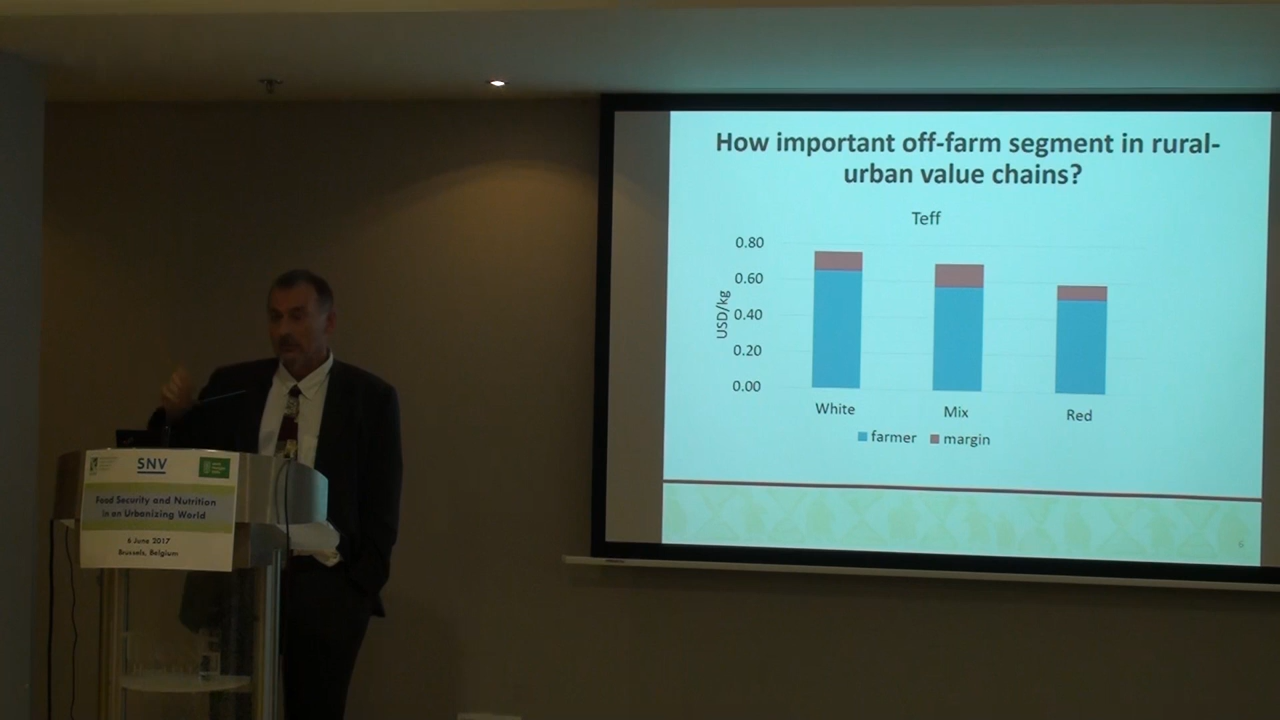 How important off-farm segment in rural-
urban value chains?
Teff
0.80
0.60
0.40
0.20
0.00
USD/kg
White
Mix
Red
farmer
margin
6
SNV
Food Security and Nutrition
in an Urbanizing World
6 June 2017
Brussels, Belgium